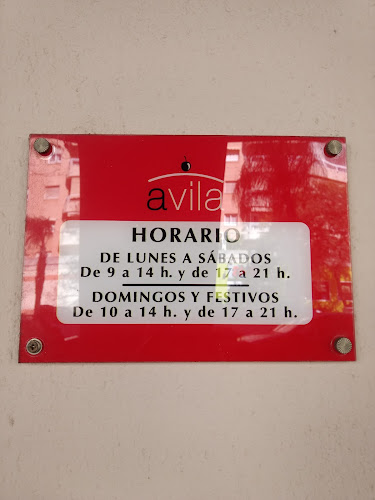 avila
HORARIO
DE LUNES A SÁBADOS
De 9 a 14 h. y de 17 a 21 h.
DOMINGOS Y FESTIVOS
De 10 a 14 h. y de 17 a 21 h.